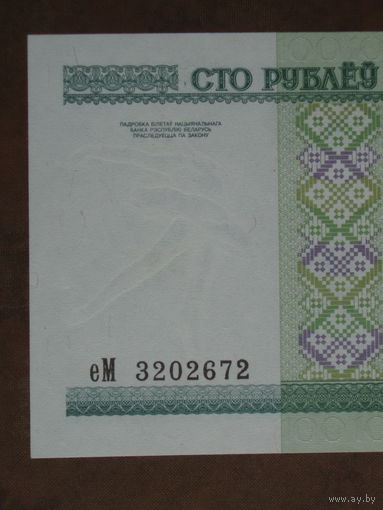 СТО РУБЛЁЎ
ПАДРОБКА БІЛЕТАЎ НАЦЫЯНАЛЬНАГА
БАНКА РЭСПУБЛІКІ БЕЛАРУСЬ
ПРАСЛЕДУЕЦЦА ПА ЗАКОНУ
еМ 3202672
www.ay.by